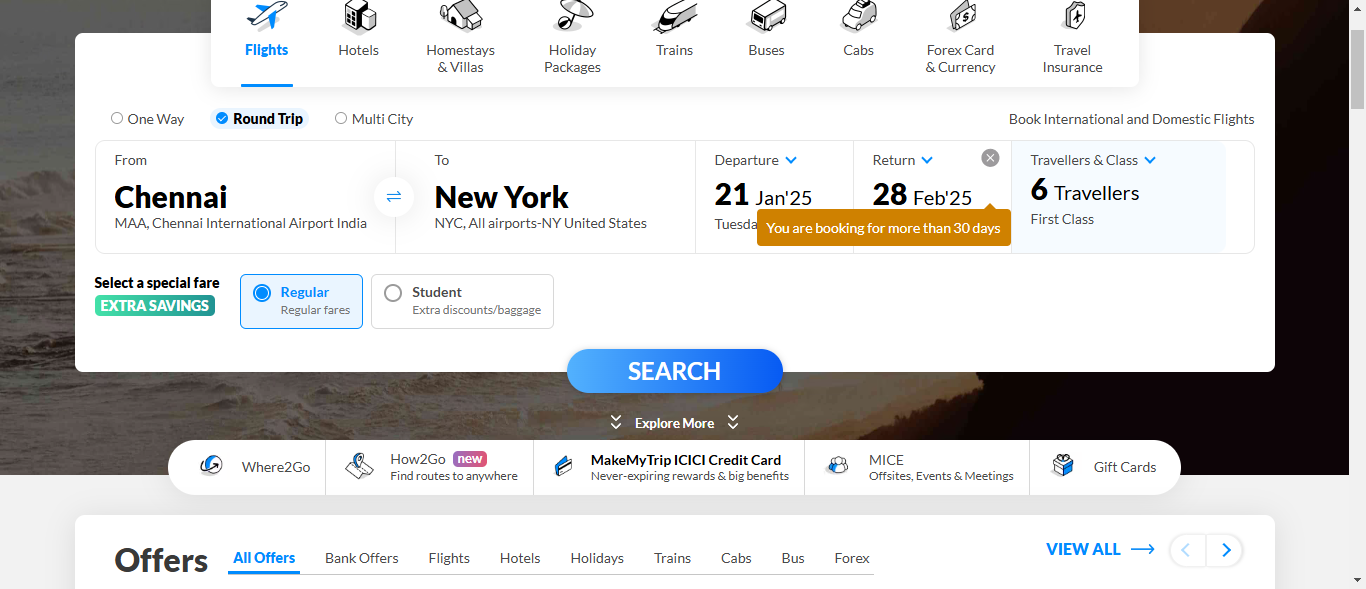 Flights
Hotels
Homestays
& Villas
Holiday
Packages
Trains
Buses
Cabs
Forex Card
& Currency
Travel
Insurance
One Way
Round Trip
Multi City
Book International and Domestic Flights
From
Chennai
MAA, Chennai International Airport India
To
New York
NYC, All airports-NY United States
Departure
21 Jan'25
Tuesda
Return
28 Feb'25
You are booking for more than 30 days
Travellers & Class
6 Travellers
First Class
Select a special fare
EXTRA SAVINGS
Regular
Regular fares
Student
Extra discounts/baggage
SEARCH
Explore More
Where2Go
How2Go new
Find routes to anywhere
MakeMyTrip ICICI Credit Card
Never-expiring rewards & big benefits
MICE
Offsites, Events & Meetings
Gift Cards
Offers
All Offers
Bank Offers
Flights
Hotels
Holidays
Trains
Cabs
Bus
Forex
VIEW ALL